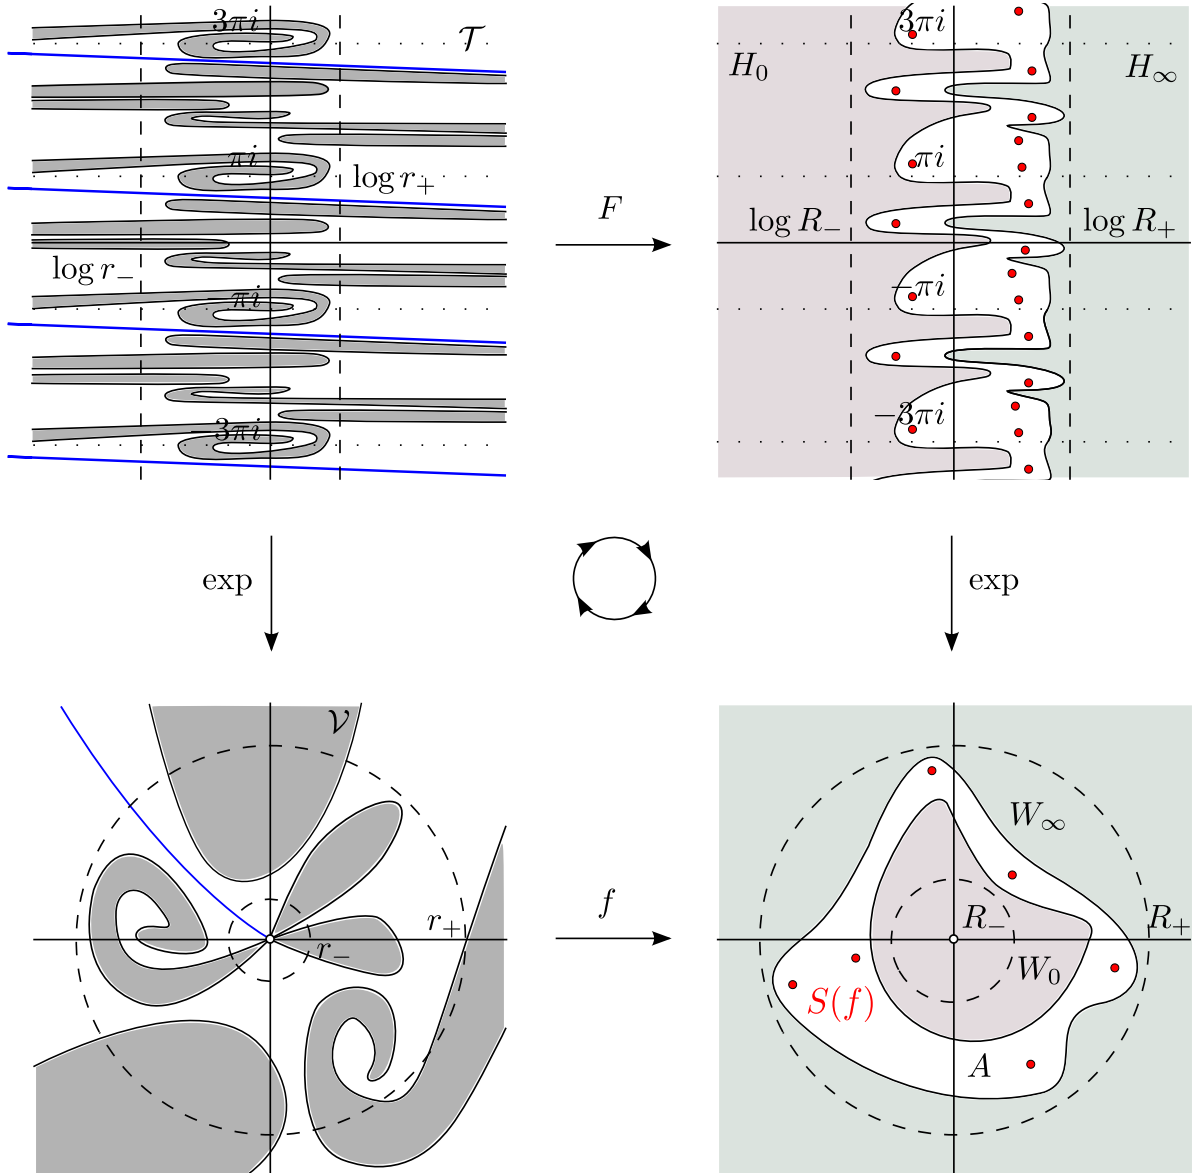 3πi
𝒯
3πi
H₀
H∞
πi
log r₊
πi
F
log R₋
log R₊
log r₋
−πi
−πi
−3πi
−3πi
exp
exp
𝒱
W∞
f
r₊
r₋
R₋
R₊
W₀
S(f)
A